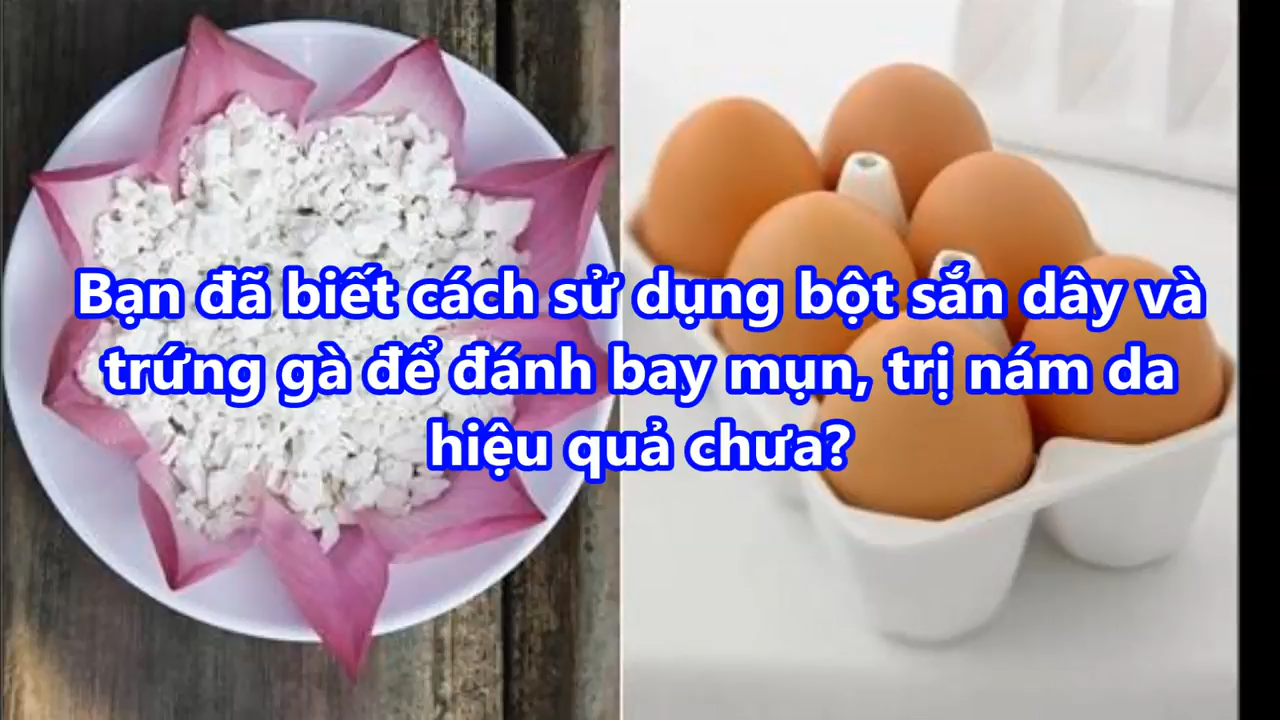 Bạn đã biết cách sử dụng bột sắn dây và
trứng gà để đánh bay mụn, trị nám da
hiệu quả chưa?